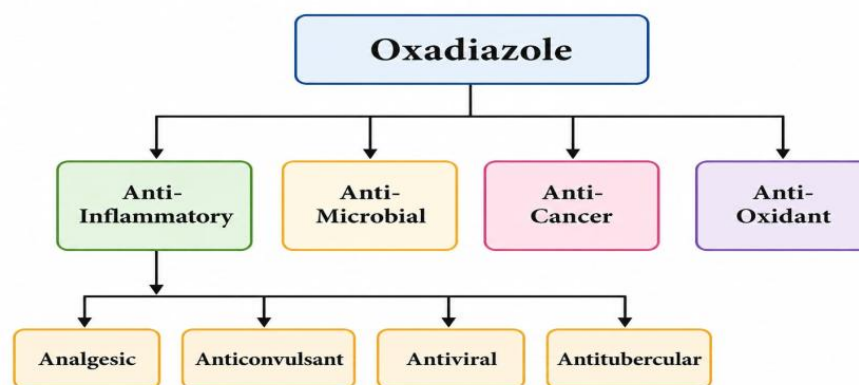 Oxadiazole
Anti-
Inflammatory
Anti-
Microbial
Anti-
Cancer
Anti-
Oxidant
Analgesic
Anticonvulsant
Antiviral
Antitubercular